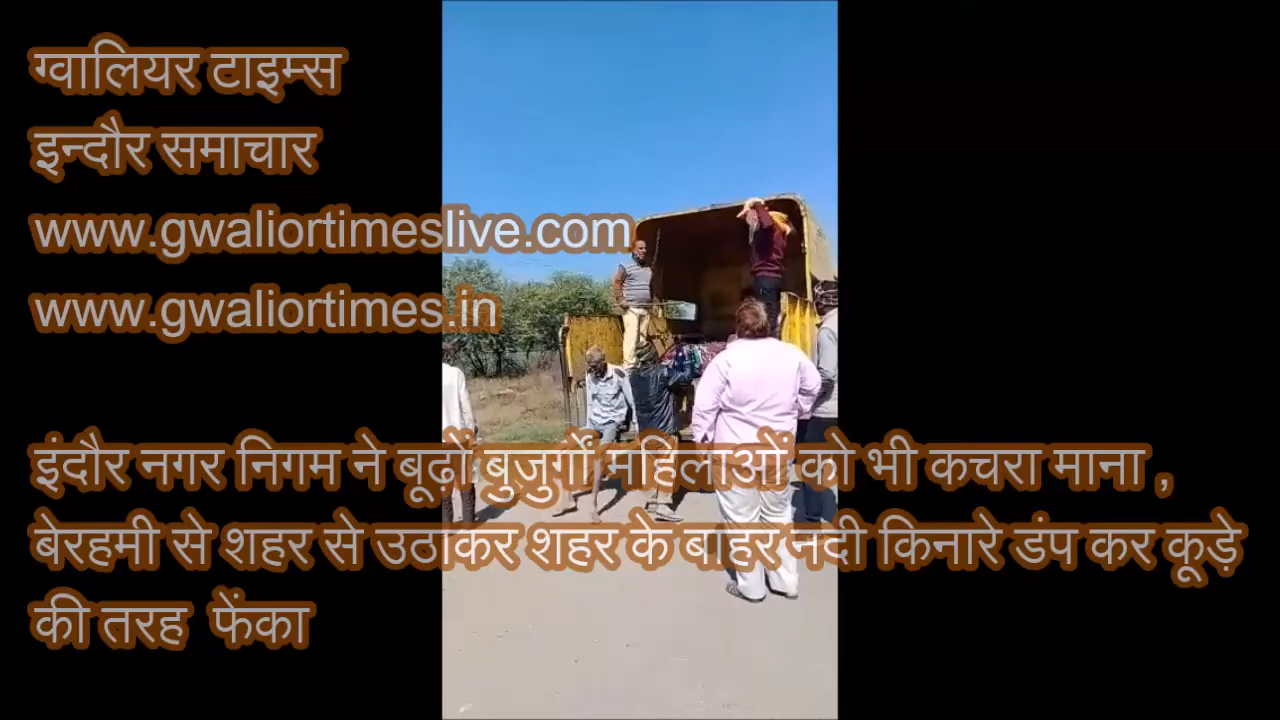 ग्वालियर टाइम्स
इन्दौर समाचार
www.gwaliortimeslive.com
www.gwaliortimes.in
इंदौर नगर निगम ने बूढों बुजुर्गों महिलाओं को भी कचरा माना ,
बेरहमी से शहर से उठाकर शहर के बाहर नदी किनारे डंप कर कूड़े
की तरह फेंका